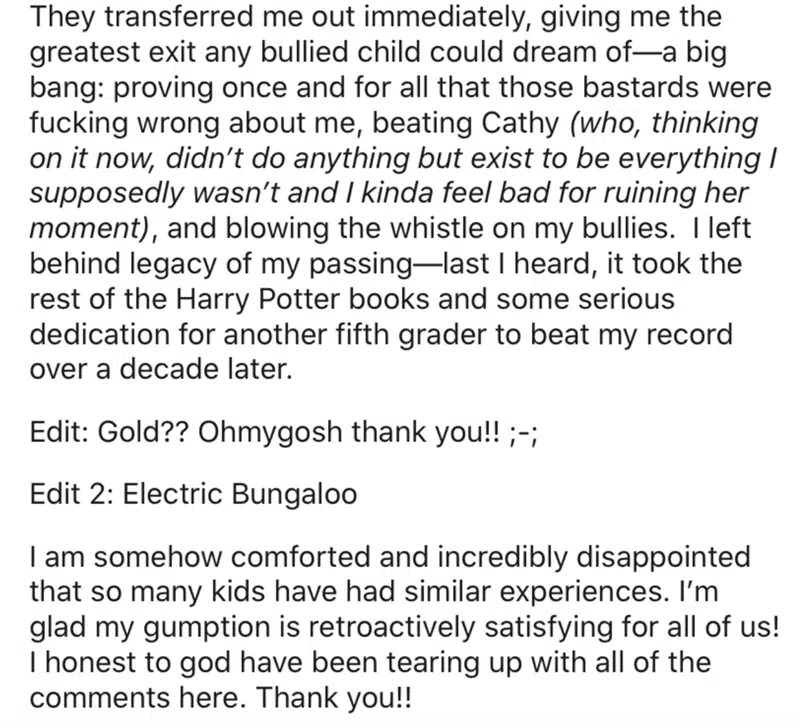 They transferred me out immediately, giving me the
greatest exit any bullied child could dream of—a big
bang: proving once and for all that those bastards were
fucking wrong about me, beating Cathy (who, thinking
on it now, didn’t do anything but exist to be everything I
supposedly wasn’t and I kinda feel bad for ruining her
moment), and blowing the whistle on my bullies.  I left
behind legacy of my passing—last I heard, it took the
rest of the Harry Potter books and some serious
dedication for another fifth grader to beat my record
over a decade later.
Edit: Gold?? Ohmygosh thank you!! ;-;
Edit 2: Electric Bungaloo
I am somehow comforted and incredibly disappointed
that so many kids have had similar experiences. I’m
glad my gumption is retroactively satisfying for all of us!
I honest to god have been tearing up with all of the
comments here. Thank you!!